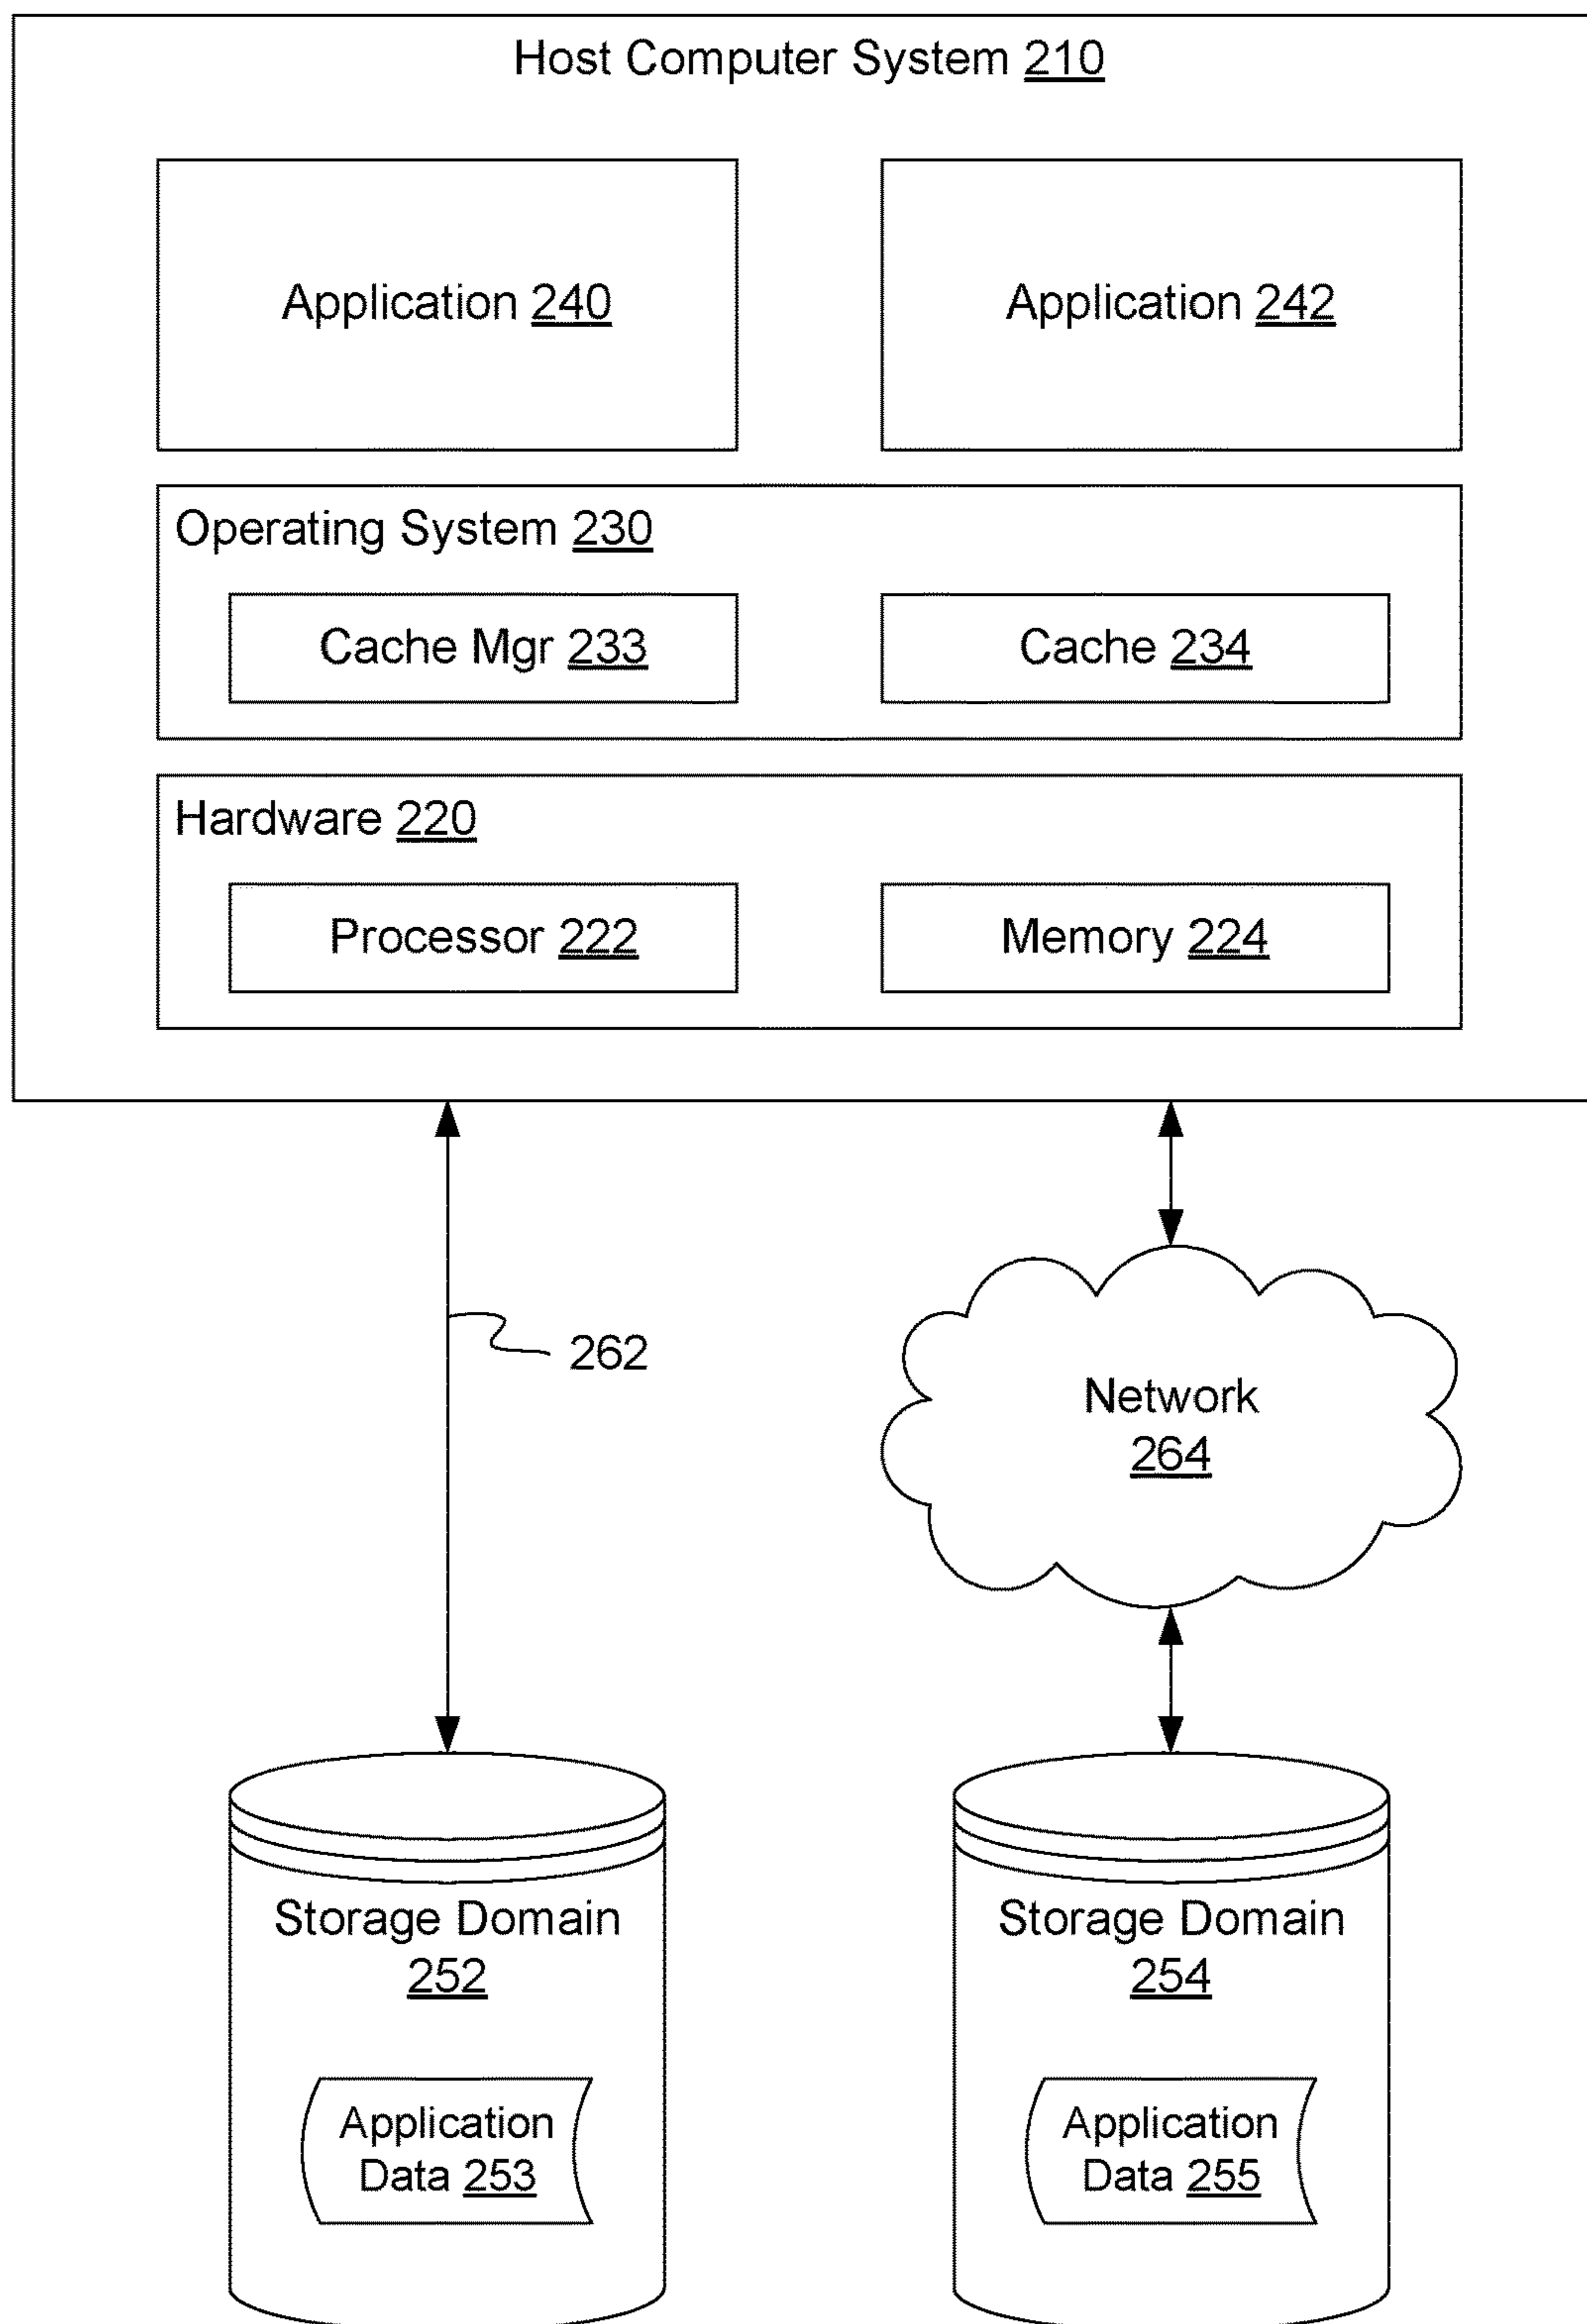 Host Computer System 210
Application 240
Application 242
Operating System 230
Cache Mgr 233
Cache 234
Hardware 220
Processor 222
Memory 224
262
Network
264
Storage Domain
252
Application
Data 253
Storage Domain
254
Application
Data 255